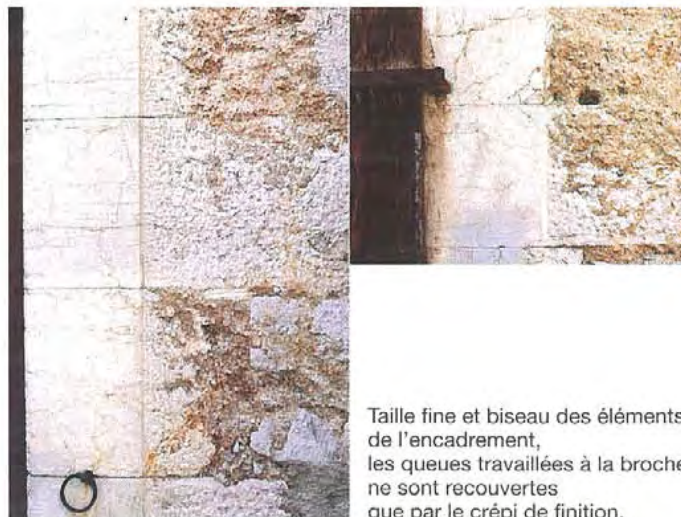 Taille fine et biseau des éléments
de l'encadrement,
les queues travaillées à la broche
ne sont recouvertes
que par le crépi de finition.